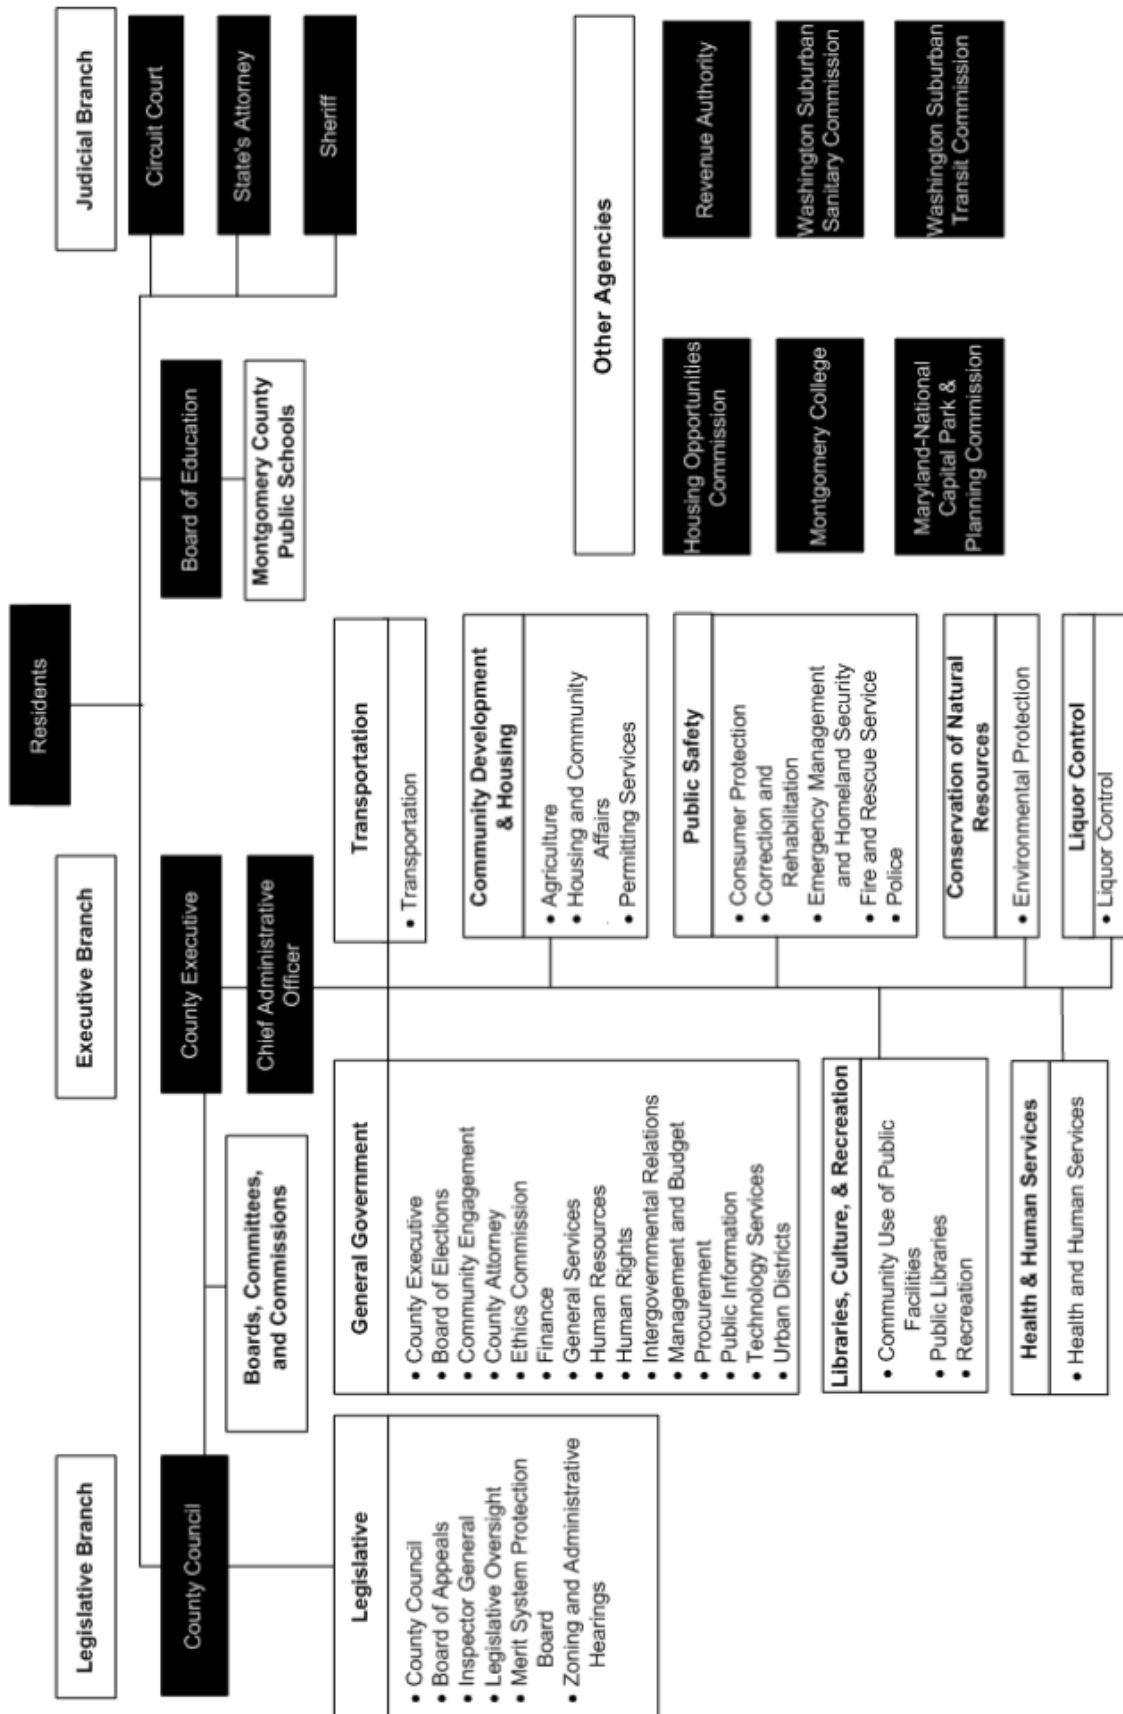 Residents
Legislative Branch
Executive Branch
Judicial Branch
County Council
County Executive
Board of Education
Circuit Court
Boards, Committees,
and Commissions
Chief Administrative
Officer
Montgomery County
Public Schools
State's Attorney
Sheriff
Legislative
• County Council
• Board of Appeals
• Inspector General
• Legislative Oversight
• Merit System Protection
Board
• Zoning and Administrative
Hearings
General Government
• County Executive
• Board of Elections
• Community Engagement
• County Attorney
• Ethics Commission
• Finance
• General Services
• Human Resources
• Human Rights
• Intergovernmental Relations
• Management and Budget
• Procurement
• Public Information
• Technology Services
• Urban Districts
Transportation
• Transportation
Community Development
& Housing
• Agriculture
• Housing and Community
Affairs
• Permitting Services
Public Safety
• Consumer Protection
• Correction and
Rehabilitation
• Emergency Management
and Homeland Security
• Fire and Rescue Service
• Police
Libraries, Culture, & Recreation
• Community Use of Public
Facilities
• Public Libraries
• Recreation
Conservation of Natural
Resources
• Environmental Protection
Health & Human Services
• Health and Human Services
Liquor Control
• Liquor Control
Other Agencies
Housing Opportunities
Commission
Revenue Authority
Montgomery College
Washington Suburban
Sanitary Commission
Maryland-National
Capital Park &
Planning Commission
Washington Suburban
Transit Commission